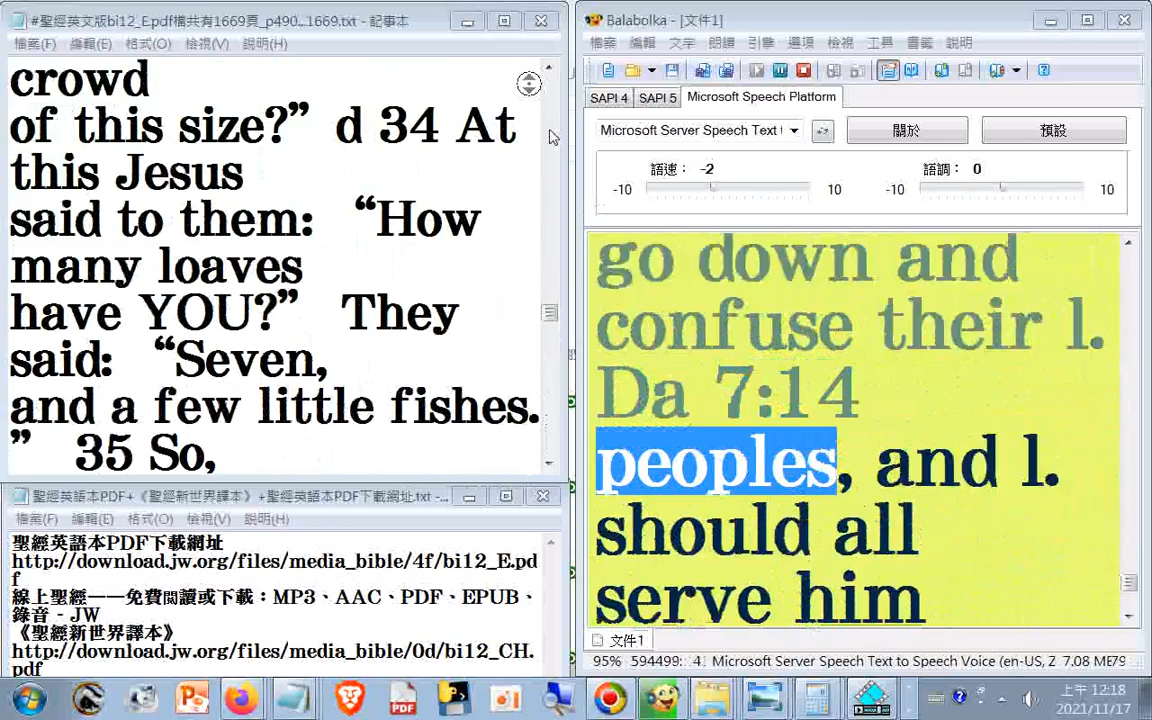 #聖經英文版bi12_E.pdf檔共有1669頁_p490...1669.txt - 記事本
檔案(F) 編輯(E) 格式(O) 檢視(V) 說明(H)
crowd
of this size?” d 34 At
this Jesus
said to them: “How
many loaves
have YOU?” They
said: “Seven,
and a few little fishes.
” 35 So,
聖經英語本PDF+《聖經新世界譯本》+聖經英語本PDF下載網址.txt -...
檔案(F) 編輯(E) 格式(O) 檢視(V) 說明(H)
聖經英語本PDF下載網址
http://download.jw.org/files/media_bible/4f/bi12_E.pd
f
線上聖經——免費閱讀或下載：MP3、AAC、PDF、EPUB、
錄音 - JW
《聖經新世界譯本》
http://download.jw.org/files/media_bible/0d/bi12_CH.
pdf
Balabolka - [文件1]
檔案 編輯 文字 朗讀 引擎 選項 檢視 工具 書籤 說明
SAPI 4 SAPI 5 Microsoft Speech Platform
Microsoft Server Speech Text 關於 預設
語速： -2 語調： 0
-10 10 -10 10
go down and
confuse their l.
Da 7:14
peoples, and l.
should all
serve him
文件1
95% 594499: Microsoft Server Speech Text to Speech Voice (en-US, Z 7.08 ME
上午 12:18
2021/11/17